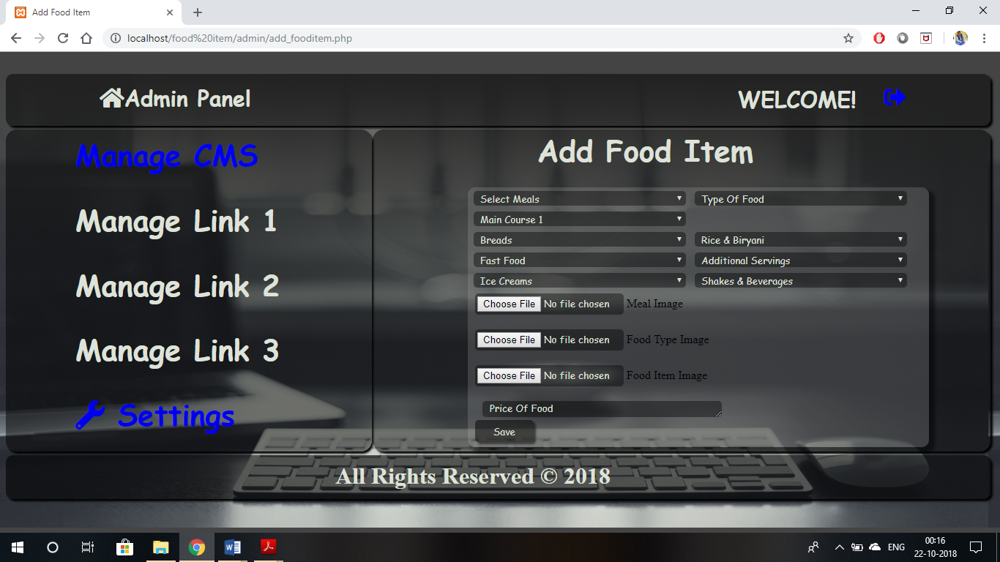 Add Food Item
localhost/food%20item/admin/add_fooditem.php
Admin Panel
WELCOME!
Manage CMS
Manage Link 1
Manage Link 2
Manage Link 3
Settings
Add Food Item
Select Meals Type Of Food
Main Course 1
Breads Rice & Biryani
Fast Food Additional Servings
Ice Creams Shakes & Beverages
Choose File No file chosen Meal Image
Choose File No file chosen Food Type Image
Choose File No file chosen Food Item Image
Price Of Food
Save
All Rights Reserved © 2018
ENG
00:16
22-10-2018